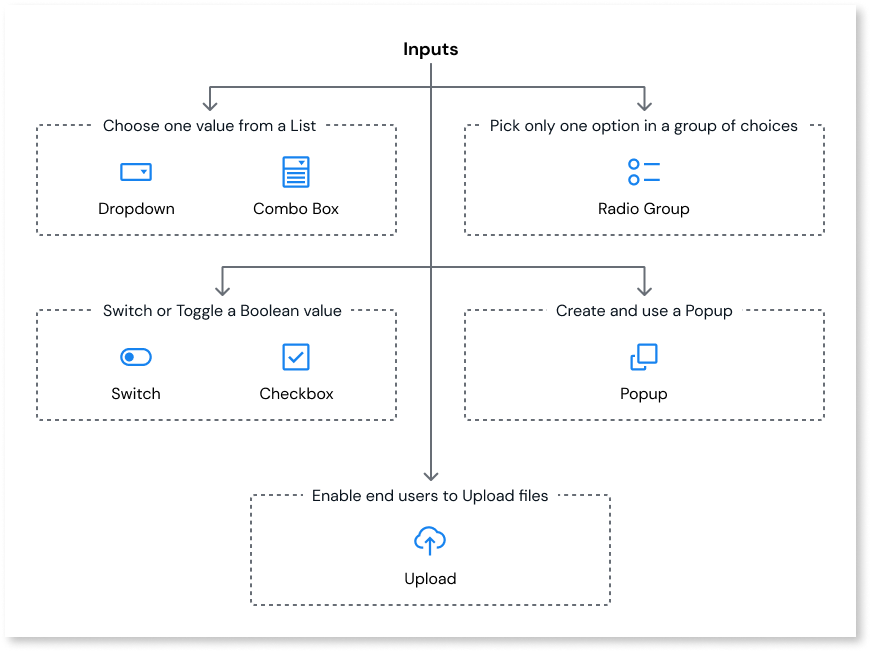 Inputs
Choose one value from a List
Pick only one option in a group of choices
Dropdown
Combo Box
Radio Group
Switch or Toggle a Boolean value
Create and use a Popup
Switch
Checkbox
Popup
Enable end users to Upload files
Upload